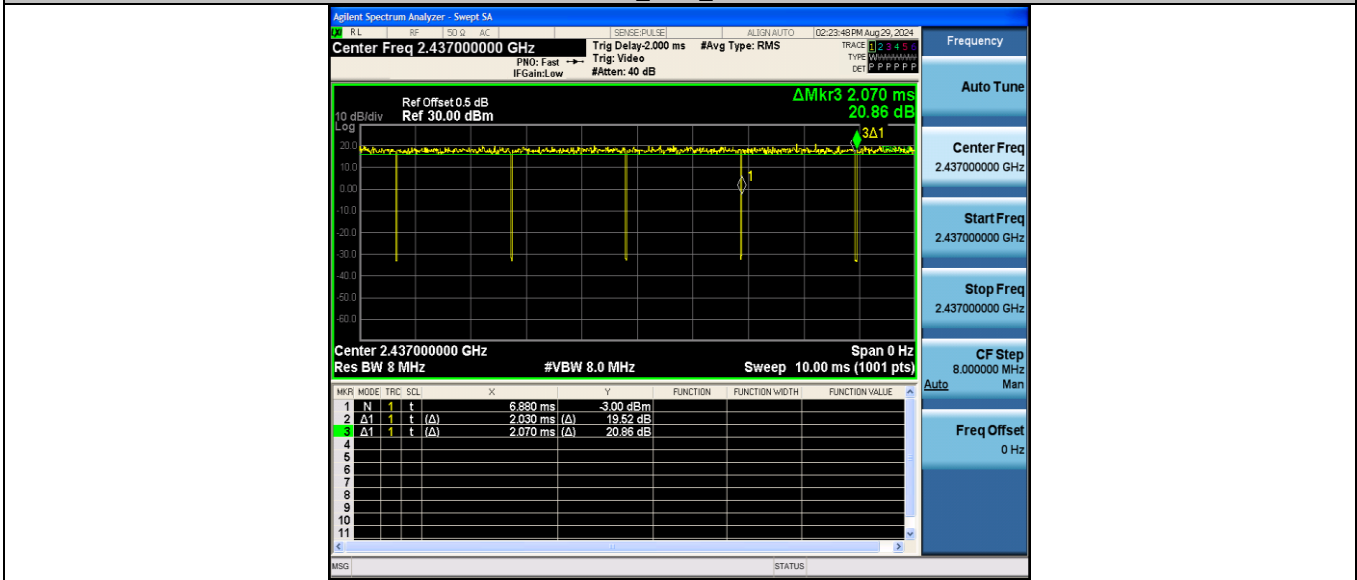 Agilent Spectrum Analyzer - Swept SA
RL RF 50 Ω AC SENSE:PULSE ALIGN AUTO 02:23:48 PM Aug 29, 2024
Center Freq 2.437000000 GHz Trig Delay-2.000 ms #Avg Type: RMS TRACE 1 2 3 4 5 6
PNO: Fast Trig: Video TYPE W
IFGain:Low #Atten: 40 dB DET P P P P P P
Frequency
Auto Tune
Center Freq
2.437000000 GHz
Start Freq
2.437000000 GHz
Stop Freq
2.437000000 GHz
CF Step
8.000000 MHz
Auto Man
Freq Offset
0 Hz
ΔMkr3 2.070 ms
20.86 dB
Ref Offset 0.5 dB
10 dB/div Ref 30.00 dBm
Log
20.0
10.0
0.00
-10.0
-20.0
-30.0
-40.0
-50.0
-60.0
3Δ1
1
Center 2.437000000 GHz Span 0 Hz
Res BW 8 MHz #VBW 8.0 MHz Sweep 10.00 ms (1001 pts)
MKR MODE TRC SCL X Y FUNCTION FUNCTION WIDTH FUNCTION VALUE
1 N 1 t 6.880 ms -3.00 dBm
2 Δ1 1 t (Δ) 2.030 ms (Δ) 19.52 dB
3 Δ1 1 t (Δ) 2.070 ms (Δ) 20.86 dB
4
5
6
7
8
9
10
11
MSG STATUS